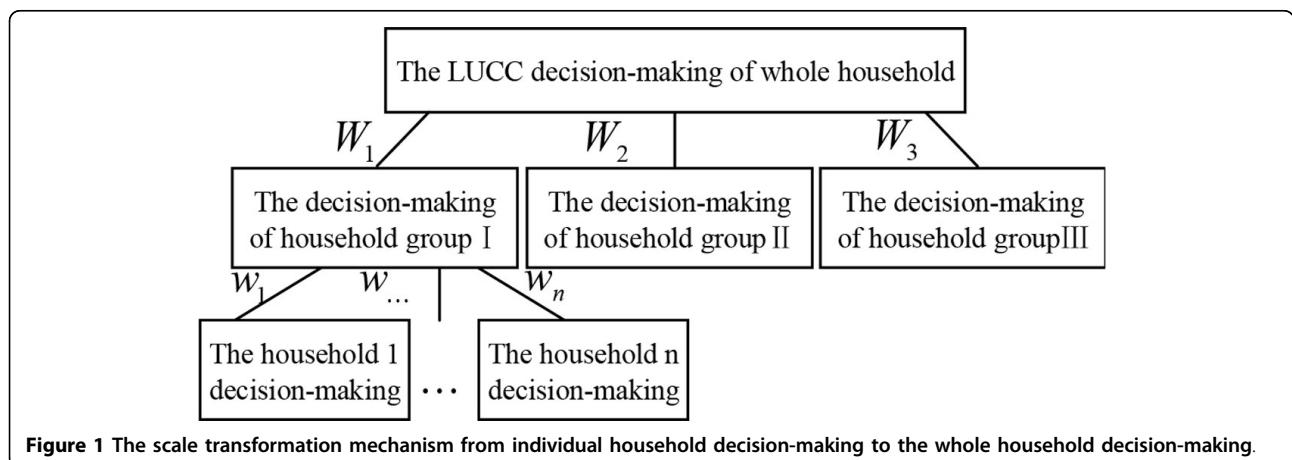 The LUCC decision-making of whole household
W₁ W₂ W₃
The decision-making
of household group Ⅰ
The decision-making
of household group Ⅱ
The decision-making
of household groupⅢ
w₁ w... wₙ
The household 1
decision-making
...
The household n
decision-making
Figure 1 The scale transformation mechanism from individual household decision-making to the whole household decision-making.